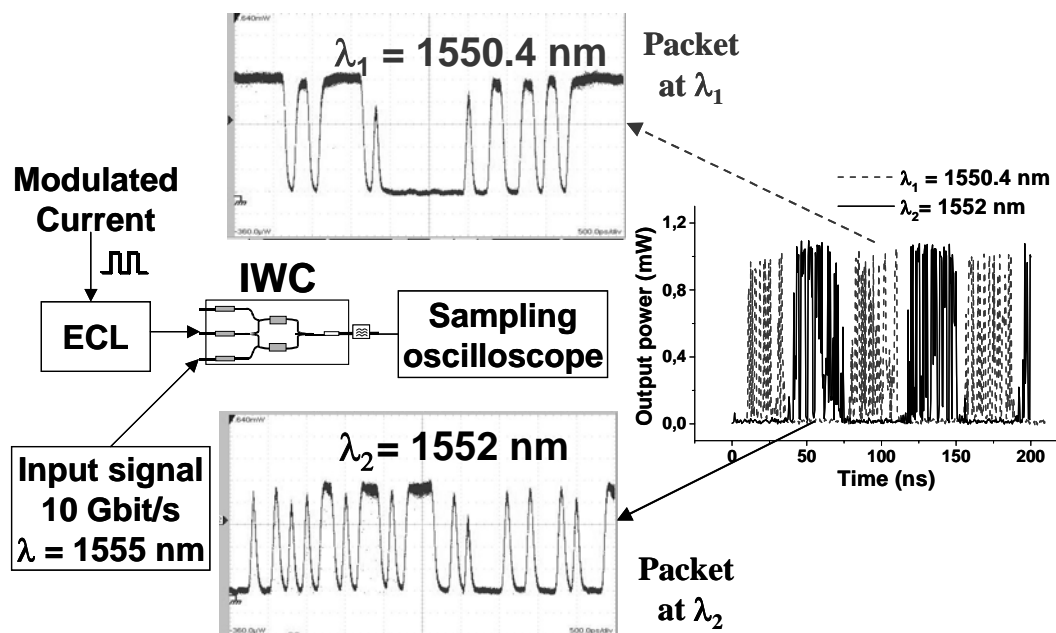 .640mW
λ1 = 1550.4 nm
-360.0µW
500.0ps/div
Packet
at λ1
Modulated
Current
ECL
IWC
Sampling
oscilloscope
Input signal
10 Gbit/s
λ = 1555 nm
.640mW
λ2 = 1552 nm
-360.0µW
500.0ps/div
Packet
at λ2
λ1 = 1550.4 nm
λ2= 1552 nm
Output power (mW)
1,2
0,8
0,4
0,0
0 50 100 150 200
Time (ns)